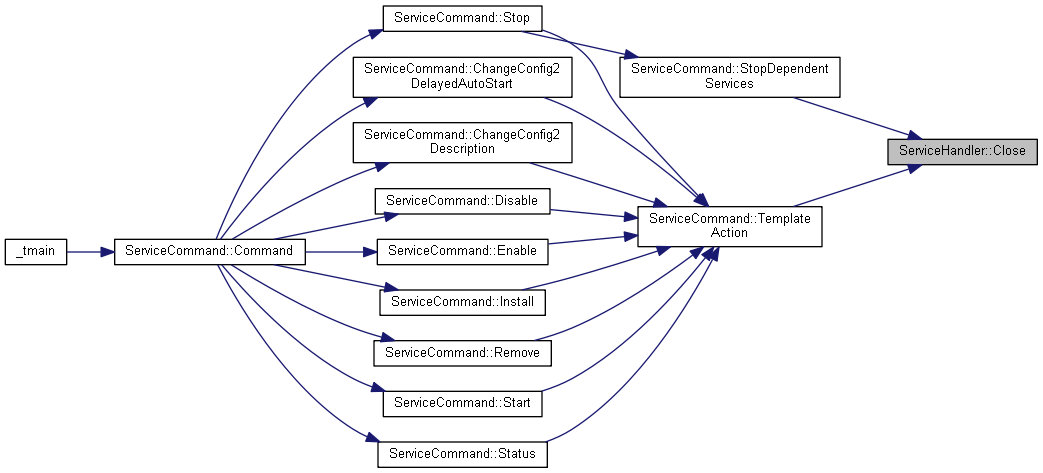 ServiceCommand::Stop
ServiceCommand::ChangeConfig2
DelayedAutoStart
ServiceCommand::StopDependent
Services
ServiceCommand::ChangeConfig2
Description
ServiceHandler::Close
ServiceCommand::Disable
ServiceCommand::Template
Action
_tmain
ServiceCommand::Command
ServiceCommand::Enable
ServiceCommand::Install
ServiceCommand::Remove
ServiceCommand::Start
ServiceCommand::Status